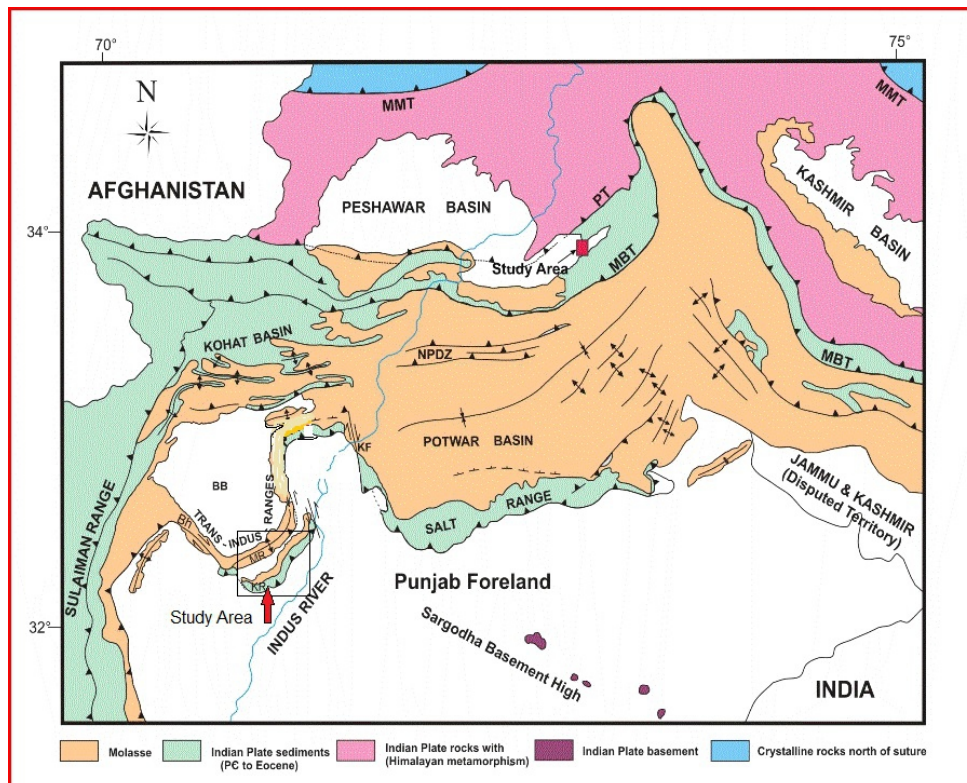 70°
75°
MMT
MMT
N
AFGHANISTAN
PESHAWAR BASIN
KASHMIR BASIN
PT
34°
Study Area
MBT
KOHAT BASIN
NPDZ
MBT
POTWAR BASIN
KF
BB
JAMMU & KASHMIR
(Disputed Territory)
SULAIMAN RANGE
Bh
TRANS - INDUS - RANGES
SALT RANGE
MR
KR
Punjab Foreland
Study Area
INDUS RIVER
32°
Sargodha Basement High
INDIA
Molasse
Indian Plate sediments
(PЄ to Eocene)
Indian Plate rocks with
(Himalayan metamorphism)
Indian Plate basement
Crystalline rocks north of suture